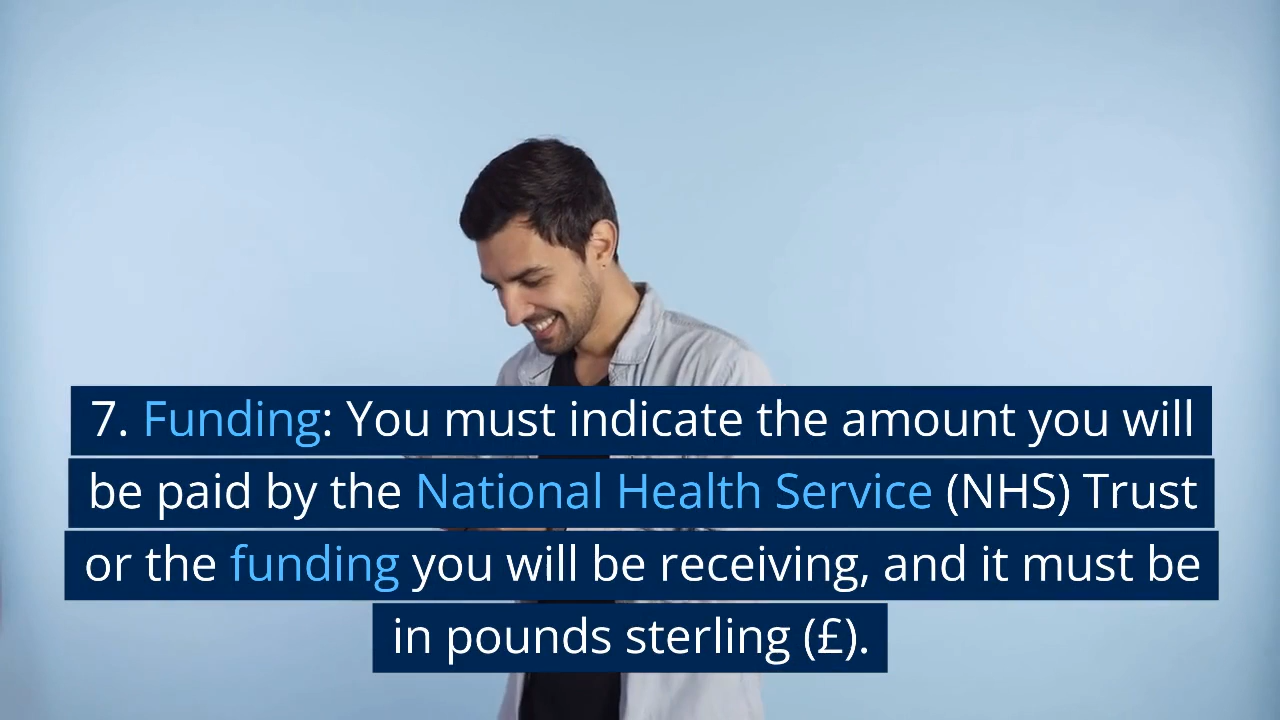 7. Funding: You must indicate the amount you will
be paid by the National Health Service (NHS) Trust
or the funding you will be receiving, and it must be
in pounds sterling (£).